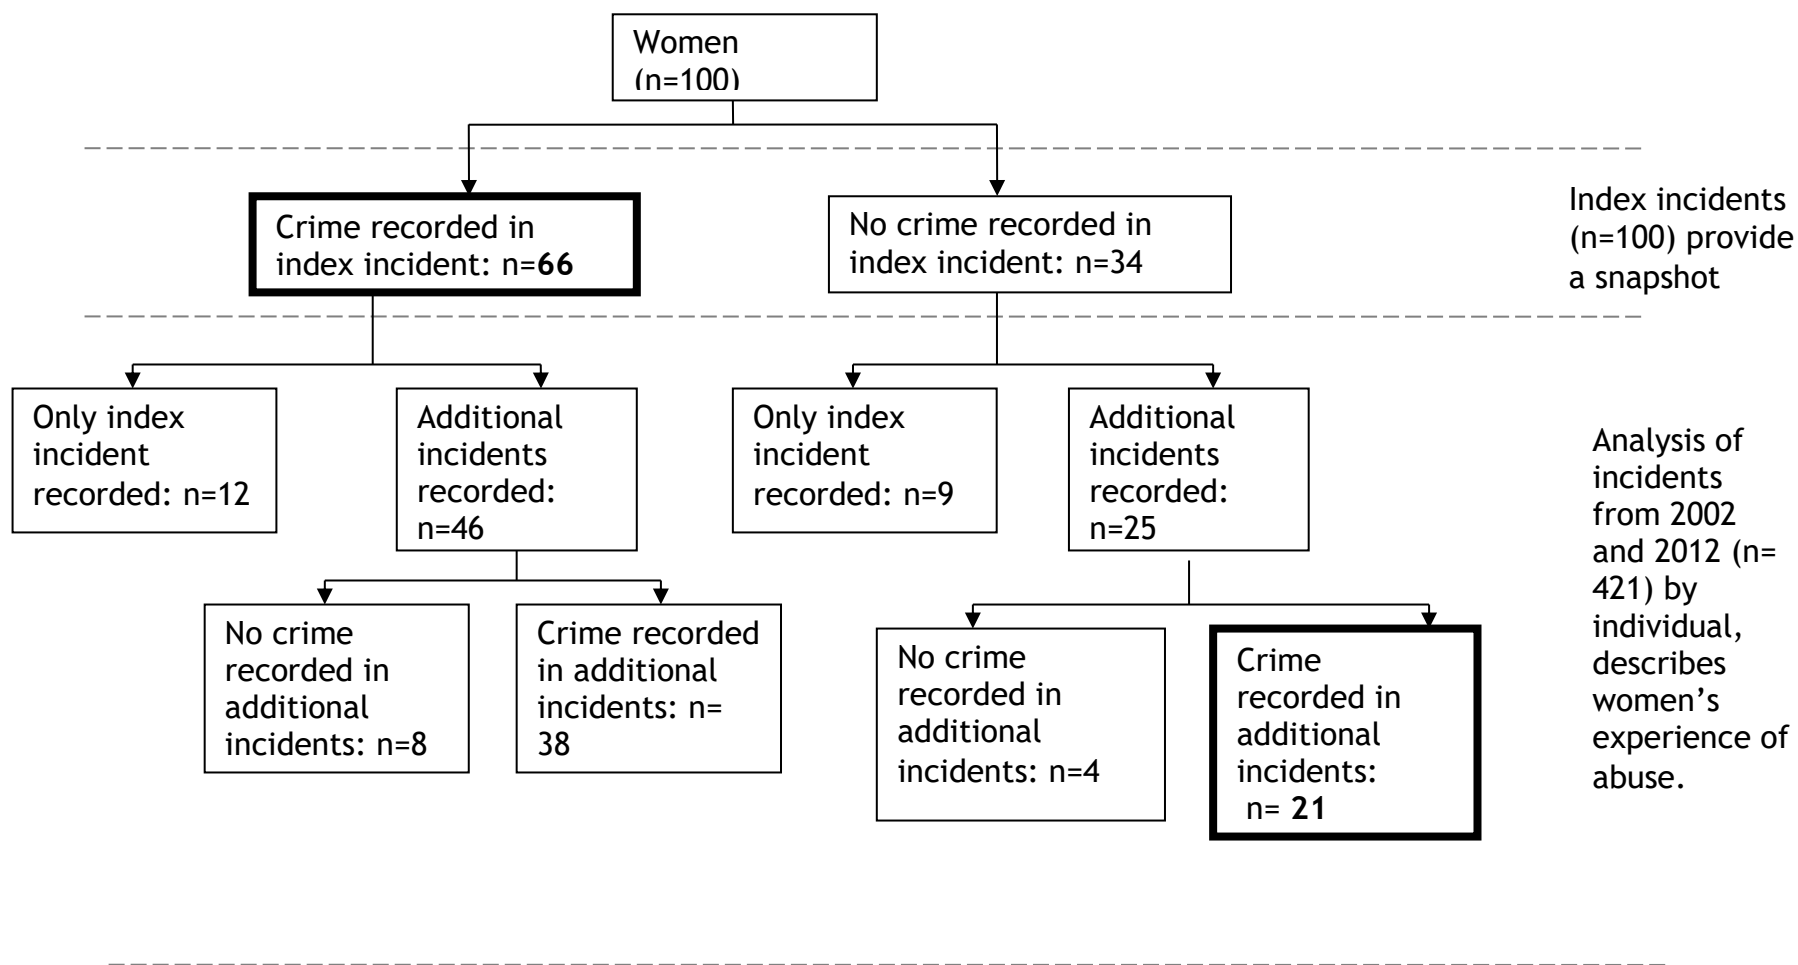 Women
(n=100)
Crime recorded in
index incident: n=66
No crime recorded in
index incident: n=34
Index incidents
(n=100) provide
a snapshot
Only index
incident
recorded: n=12
Additional
incidents
recorded:
n=46
Only index
incident
recorded: n=9
Additional
incidents
recorded:
n=25
Analysis of
incidents
from 2002
and 2012 (n=
421) by
individual,
describes
women’s
experience of
abuse.
No crime
recorded in
additional
incidents: n=8
Crime recorded
in additional
incidents: n=
38
No crime
recorded in
additional
incidents: n=4
Crime
recorded in
additional
incidents:
n= 21